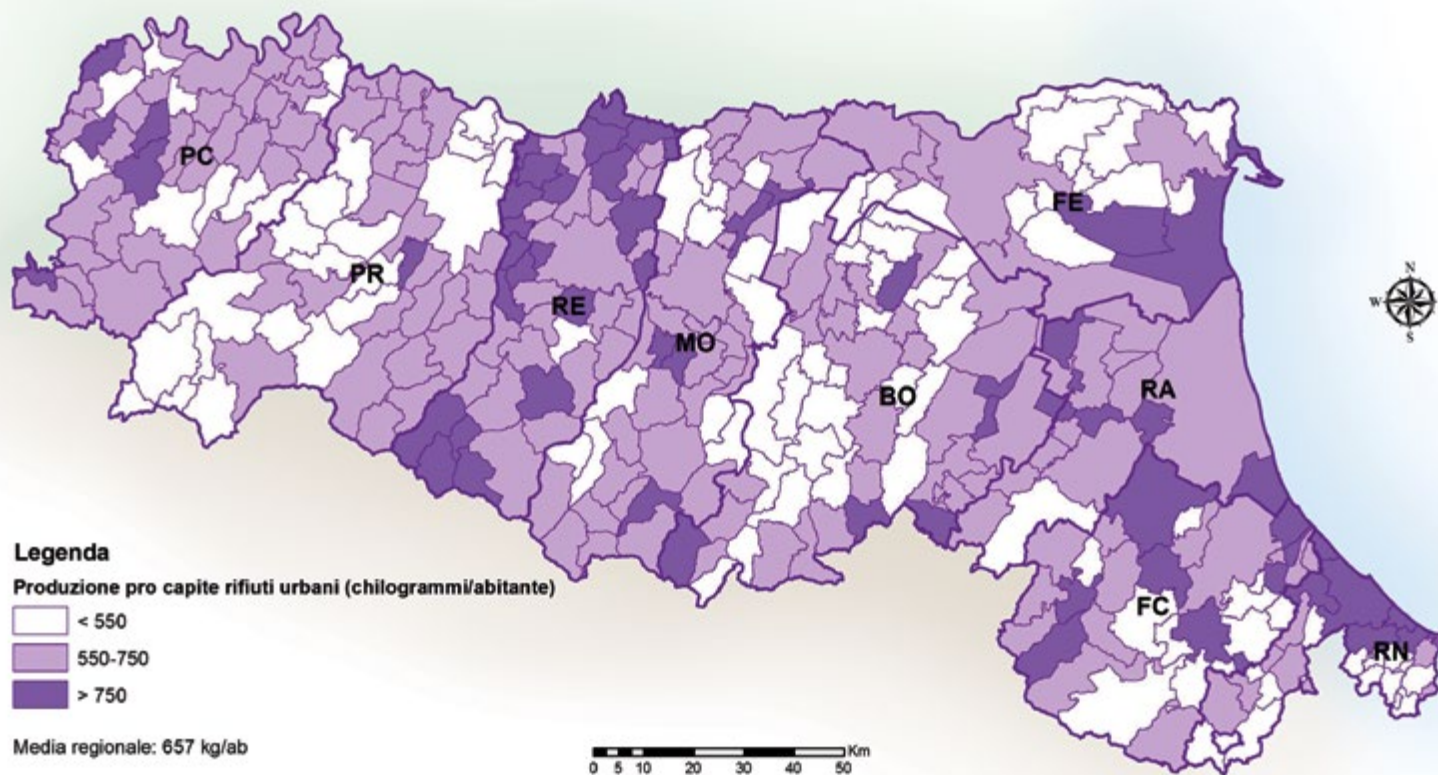 PC
PR
RE
MO
BO
FE
RA
FC
RN
N
W
S
Legenda
Produzione pro capite rifiuti urbani (chilogrammi/abitante)
< 550
550-750
> 750
Media regionale: 657 kg/ab
Km
0 5 10 20 30 40 50